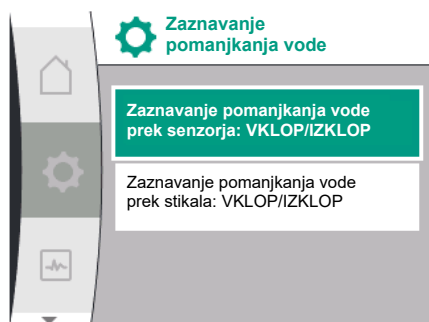 Zaznavanje
pomanjkanja vode
Zaznavanje pomanjkanja vode
prek senzorja: VKLOP/IZKLOP
Zaznavanje pomanjkanja vode
prek stikala: VKLOP/IZKLOP